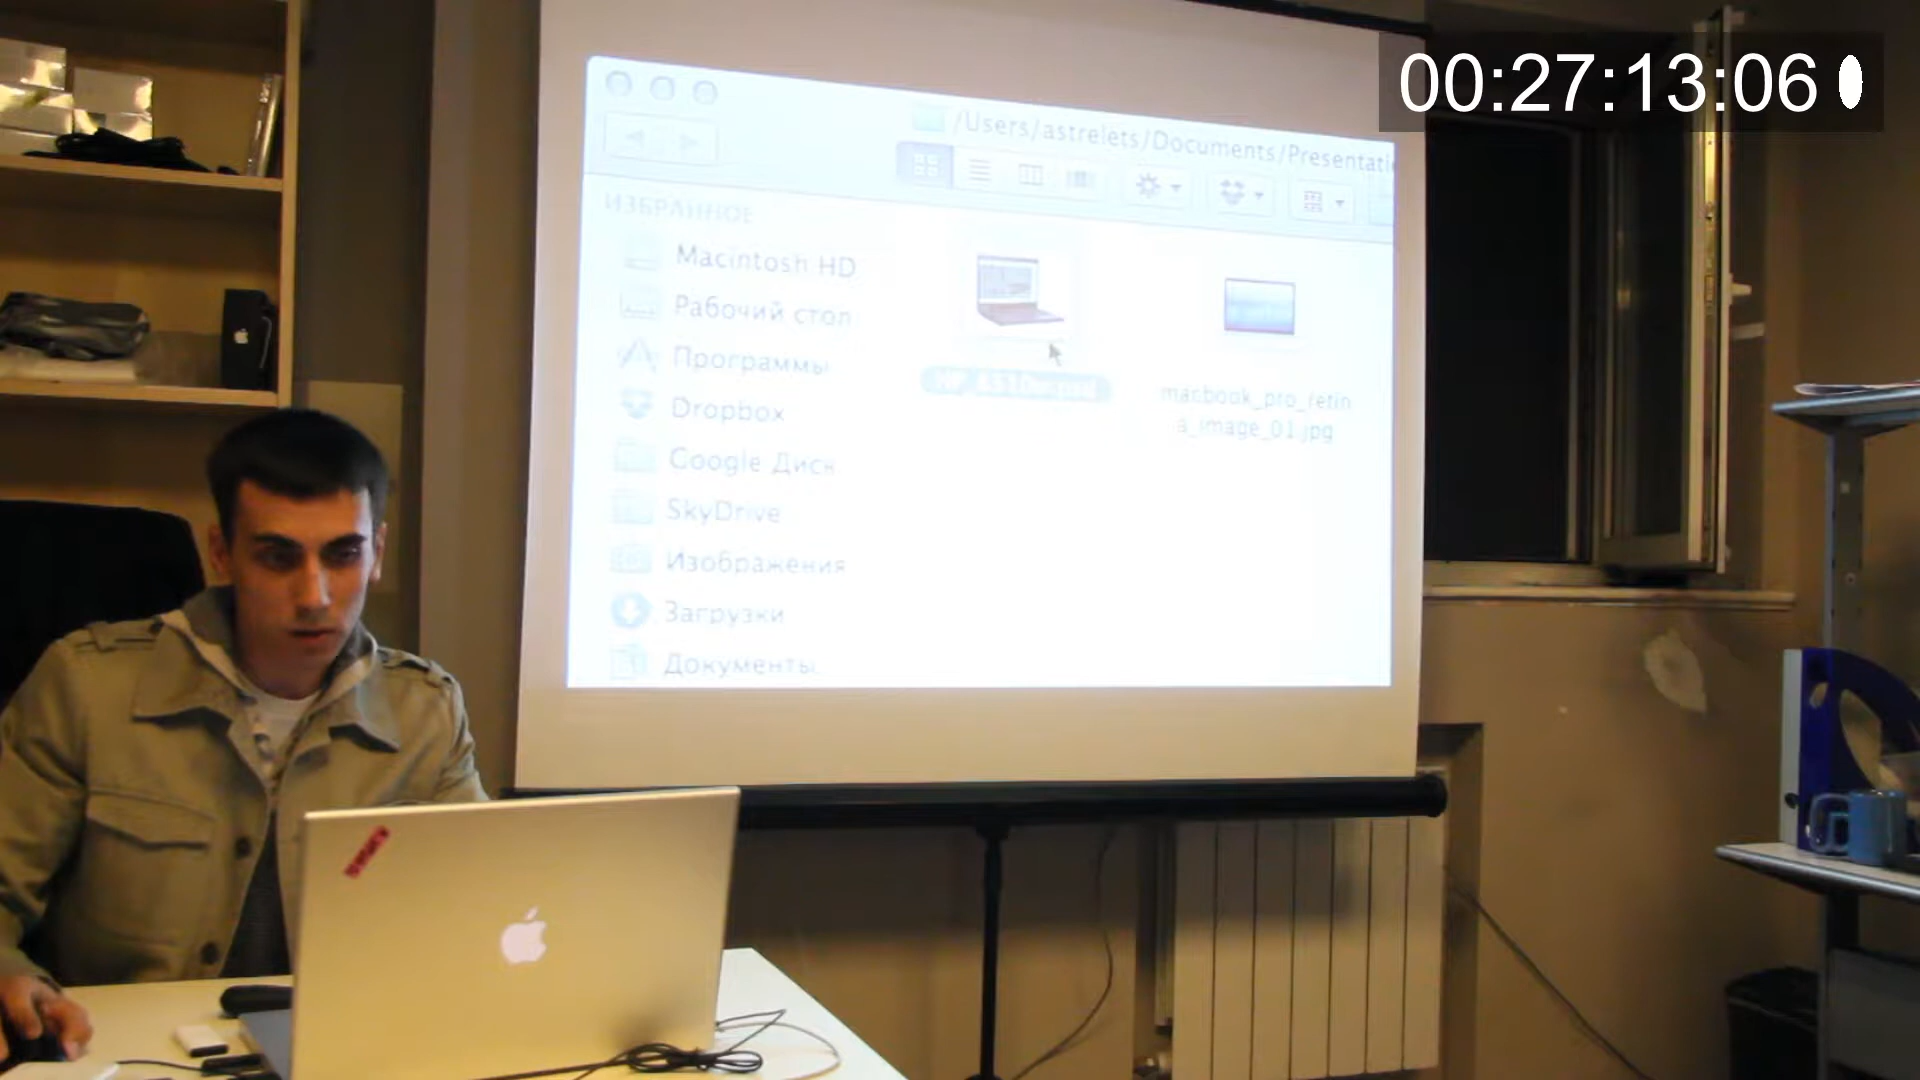 00:27:13:06
/Users/astrelets/Documents/Presentati
ИЗБРАННОЕ
Macintosh HD
Рабочий стол
Программы
Dropbox
Google Диск
SkyDrive
Изображения
Загрузки
Документы
macbook_pro_retin
a_image_01.jpg